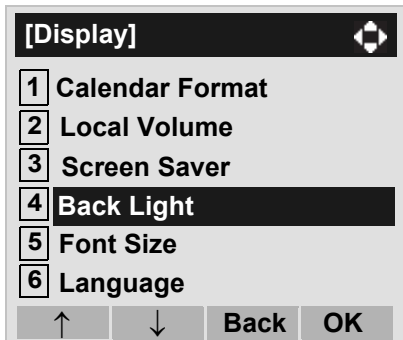 [Display]
1 Calendar Format
2 Local Volume
3 Screen Saver
4 Back Light
5 Font Size
6 Language
↑ ↓ Back OK